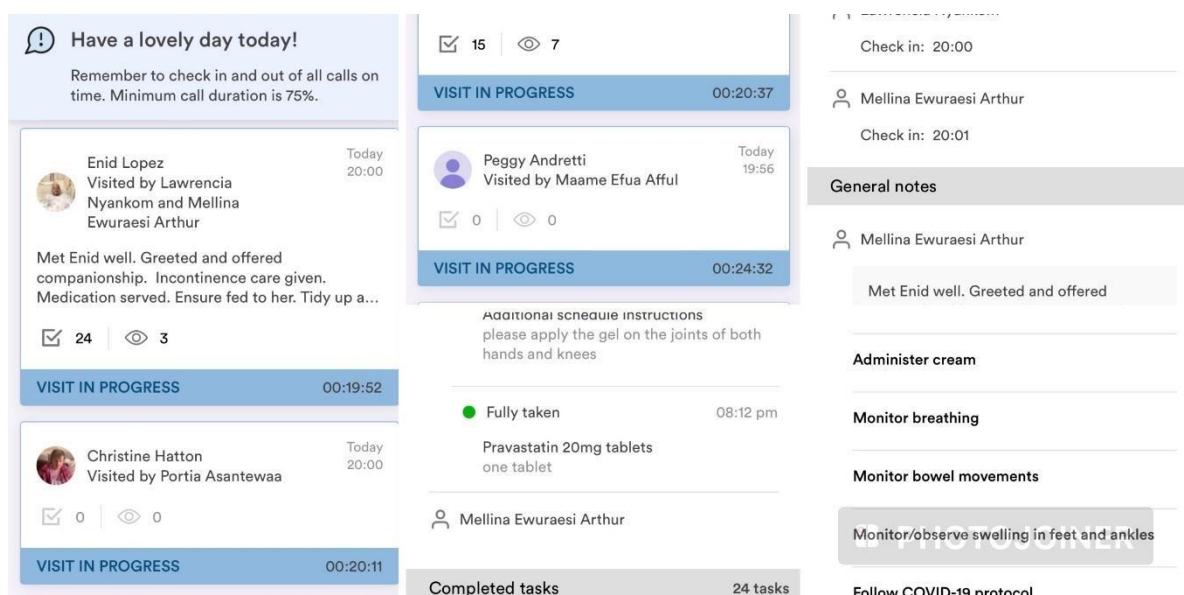 Have a lovely day today!
Remember to check in and out of all calls on
time. Minimum call duration is 75%.
Enid Lopez
Visited by Lawrencia
Nyankom and Mellina
Ewuraesi Arthur
Today
20:00
Met Enid well. Greeted and offered
companionship.  Incontinence care given.
Medication served. Ensure fed to her. Tidy up a...
24
3
VISIT IN PROGRESS 00:19:52
Christine Hatton
Visited by Portia Asantewaa
Today
20:00
0
0
VISIT IN PROGRESS 00:20:11
15
7
VISIT IN PROGRESS 00:20:37
Peggy Andretti
Visited by Maame Efua Afful
Today
19:56
0
0
VISIT IN PROGRESS 00:24:32
Additional schedule instructions
please apply the gel on the joints of both
hands and knees
Fully taken 08:12 pm
Pravastatin 20mg tablets
one tablet
Mellina Ewuraesi Arthur
Completed tasks 24 tasks
Check in: 20:00
Mellina Ewuraesi Arthur
Check in: 20:01
General notes
Mellina Ewuraesi Arthur
Met Enid well. Greeted and offered
Administer cream
Monitor breathing
Monitor bowel movements
Monitor/observe swelling in feet and ankles
PHOTOJOINER
Follow COVID-19 protocol